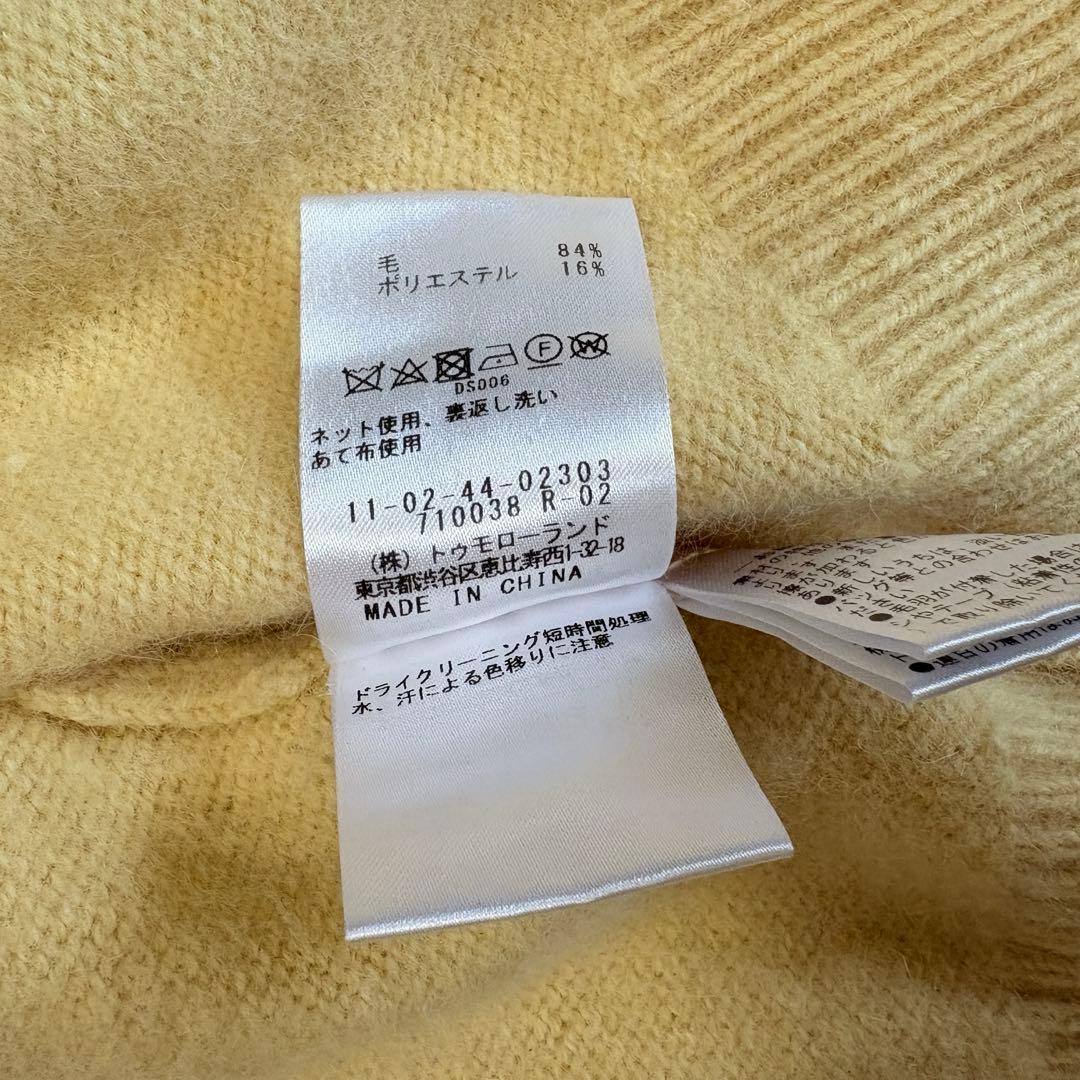 毛 84%
ポリエステル 16%
F W
DS006
ネット使用、裏返し洗い
あて布使用
11-02-44-02303
710038 R-02
(株)トゥモローランド
東京都渋谷区恵比寿西1-32-18
MADE IN CHINA
ドライクリーニング短時間処理
水、汗による色移りに注意